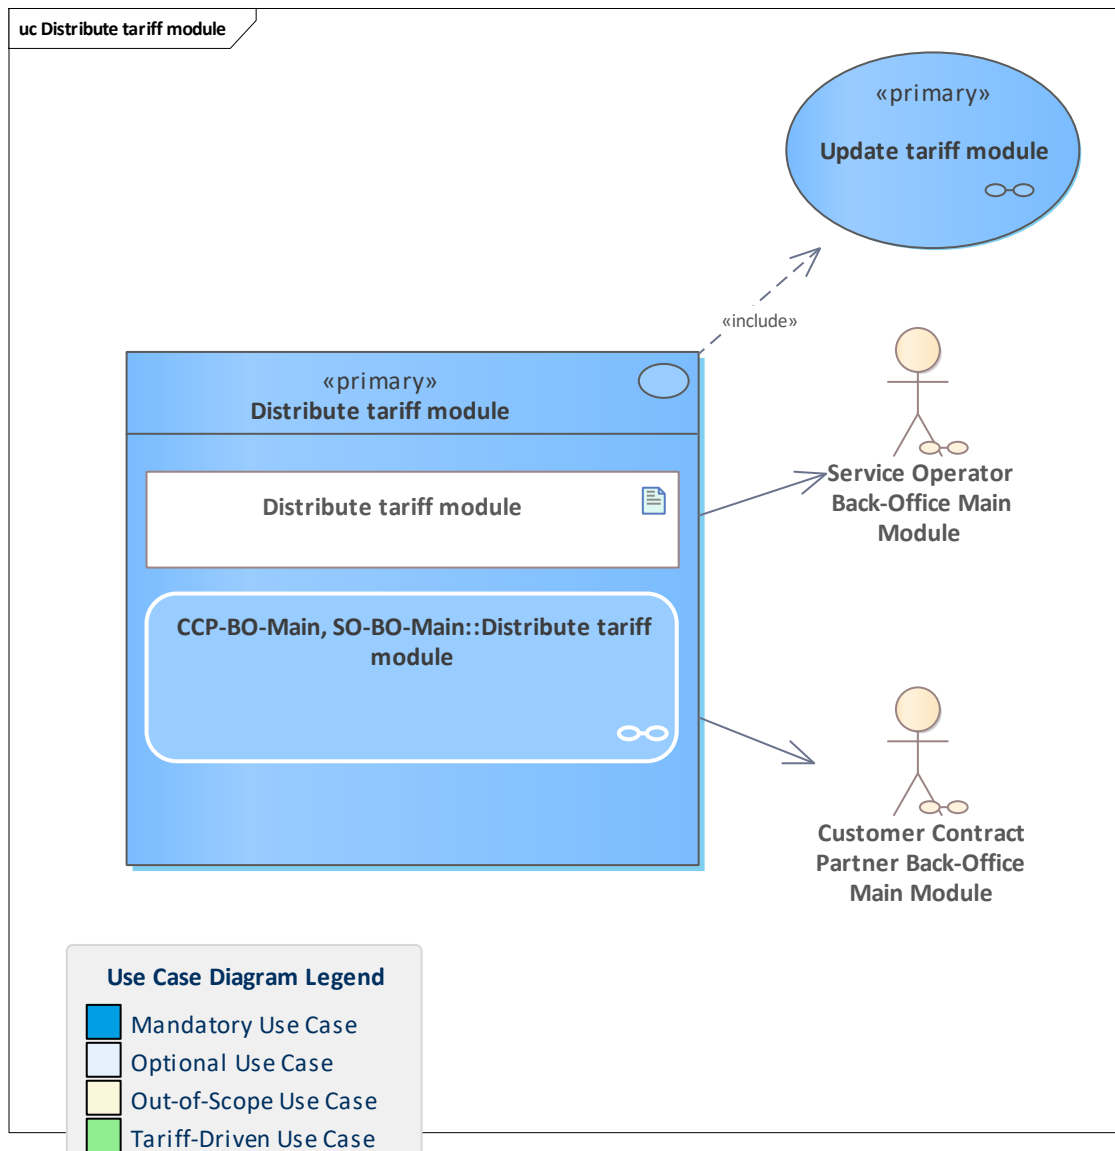 uc Distribute tariff module
«primary»
Update tariff module
«include»
«primary»
Distribute tariff module
Distribute tariff module
CCP-BO-Main, SO-BO-Main::Distribute tariff
module
Service Operator
Back-Office Main
Module
Customer Contract
Partner Back-Office
Main Module
Use Case Diagram Legend
Mandatory Use Case
Optional Use Case
Out-of-Scope Use Case
Tariff-Driven Use Case